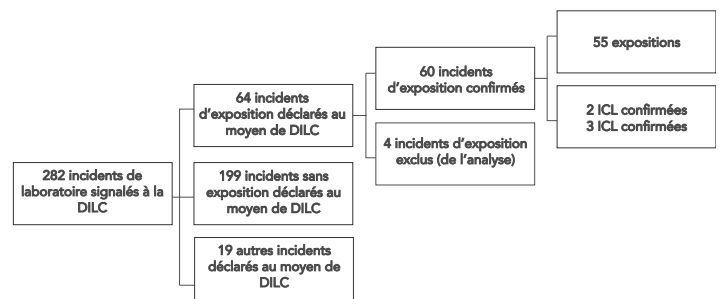 282 incidents de
laboratoire signalés à la
DILC
64 incidents
d'exposition déclarés au
moyen de DILC
199 incidents sans
exposition déclarés au
moyen de DILC
19 autres incidents
déclarés au moyen de
DILC
60 incidents
d'exposition confirmés
4 incidents d'exposition
exclus (de l'analyse)
55 expositions
2 ICL confirmées
3 ICL confirmées